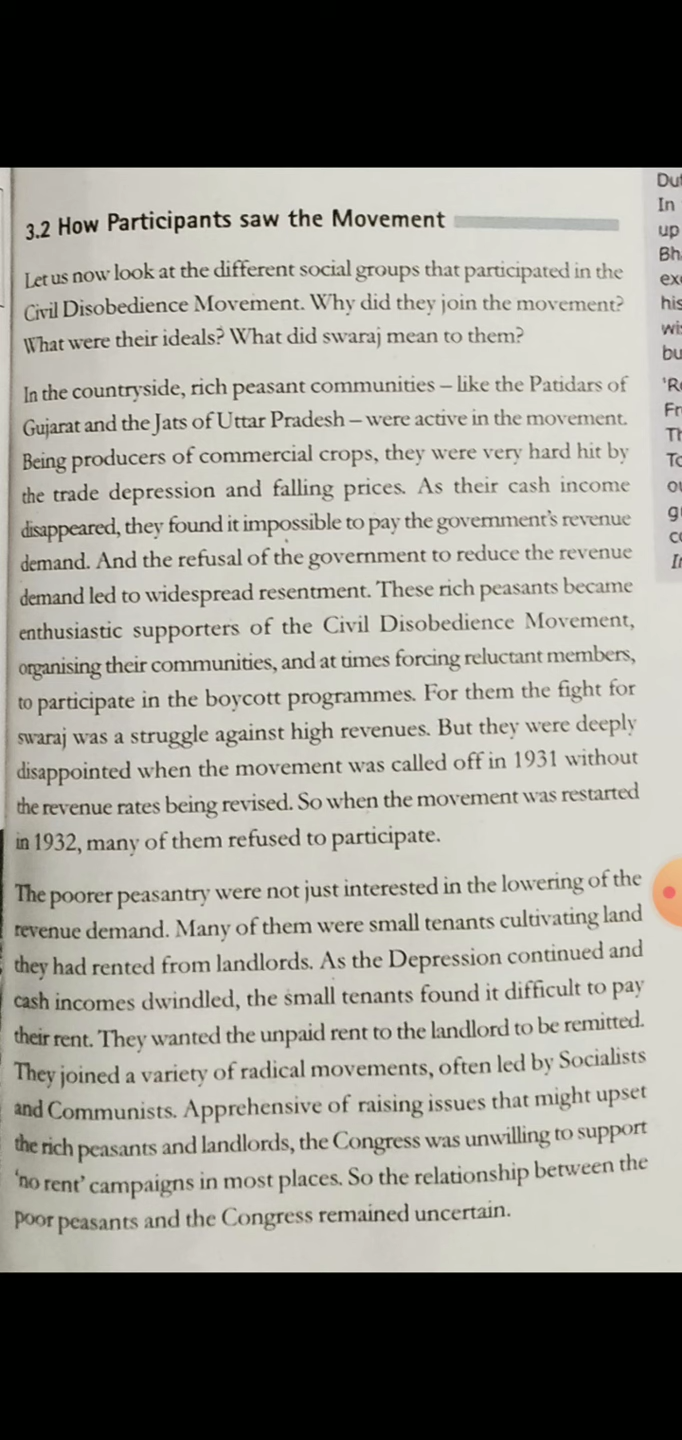 3.2 How Participants saw the Movement
Let us now look at the different social groups that participated in the
Civil Disobedience Movement. Why did they join the movement?
What were their ideals? What did swaraj mean to them?
In the countryside, rich peasant communities – like the Patidars of
Gujarat and the Jats of Uttar Pradesh – were active in the movement.
Being producers of commercial crops, they were very hard hit by
the trade depression and falling prices. As their cash income
disappeared, they found it impossible to pay the government's revenue
demand. And the refusal of the government to reduce the revenue
demand led to widespread resentment. These rich peasants became
enthusiastic supporters of the Civil Disobedience Movement,
organising their communities, and at times forcing reluctant members,
to participate in the boycott programmes. For them the fight for
swaraj was a struggle against high revenues. But they were deeply
disappointed when the movement was called off in 1931 without
the revenue rates being revised. So when the movement was restarted
in 1932, many of them refused to participate.
The poorer peasantry were not just interested in the lowering of the
revenue demand. Many of them were small tenants cultivating land
they had rented from landlords. As the Depression continued and
cash incomes dwindled, the small tenants found it difficult to pay
their rent. They wanted the unpaid rent to the landlord to be remitted.
They joined a variety of radical movements, often led by Socialists
and Communists. Apprehensive of raising issues that might upset
the rich peasants and landlords, the Congress was unwilling to support
'no rent' campaigns in most places. So the relationship between the
poor peasants and the Congress remained uncertain.
In
up